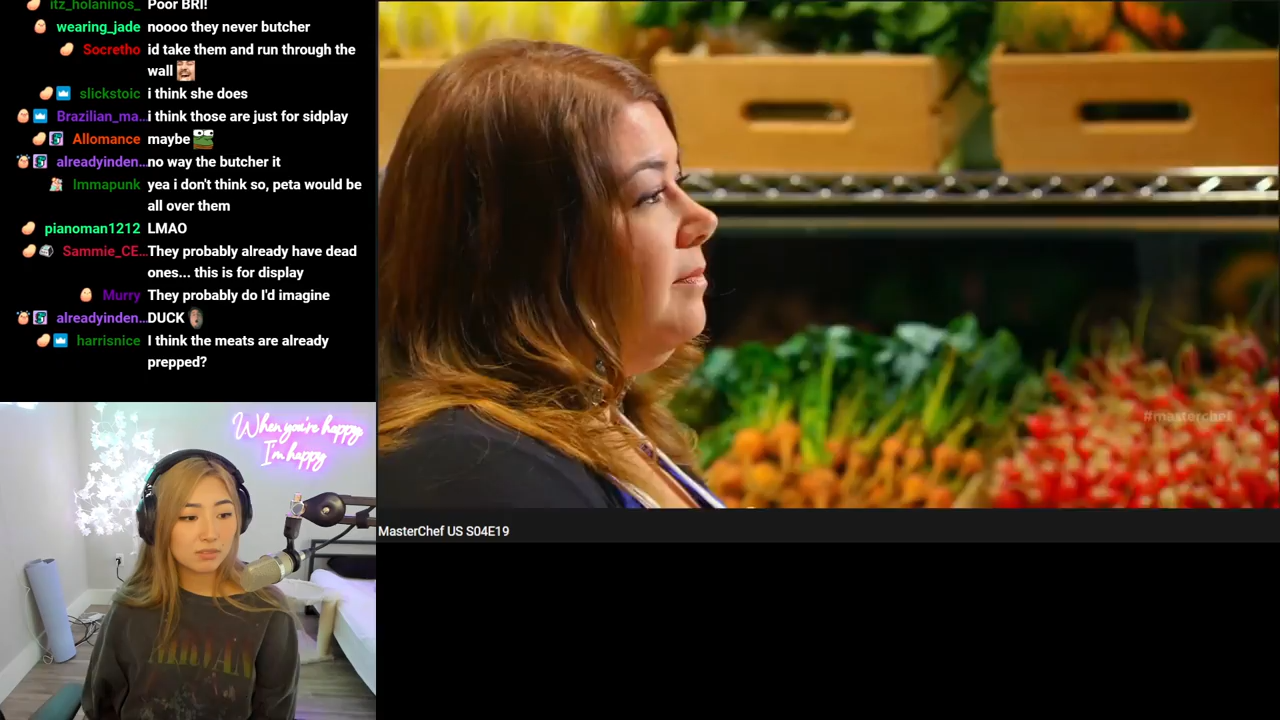 itz_holaninos_ Poor BRI!
wearing_jade noooo they never butcher
Socretho id take them and run through the
wall
slickstoic i think she does
Brazilian_ma... i think those are just for sidplay
Allomance maybe
alreadyinden... no way the butcher it
Immapunk yea i don't think so, peta would be
all over them
pianoman1212 LMAO
Sammie_CE... They probably already have dead
ones... this is for display
Murry They probably do I'd imagine
alreadyinden... DUCK
harrisnice I think the meats are already
prepped?
#masterchef
When you're happy
I'm happy
NIRVANA
MasterChef US S04E19